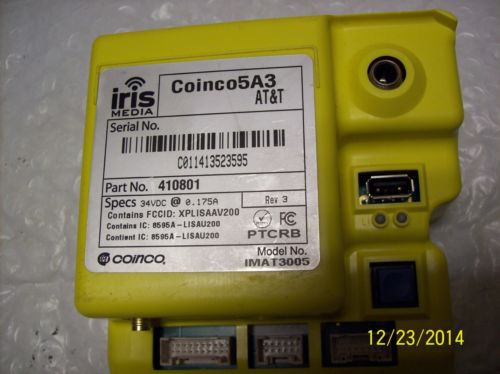 iris
MEDIA
Coinco5A3
AT&T
Serial No.
C011413523595
Part No. 410801
Specs 34VDC @ 0.175A
Rev 3
Contains FCCID: XPLISAAV200
Contains IC: 8595A-LISAU200
Contient IC: 8595A-LISAU200
FC
PTCRB
COINCO
Model No.
IMAT3005
12/23/2014